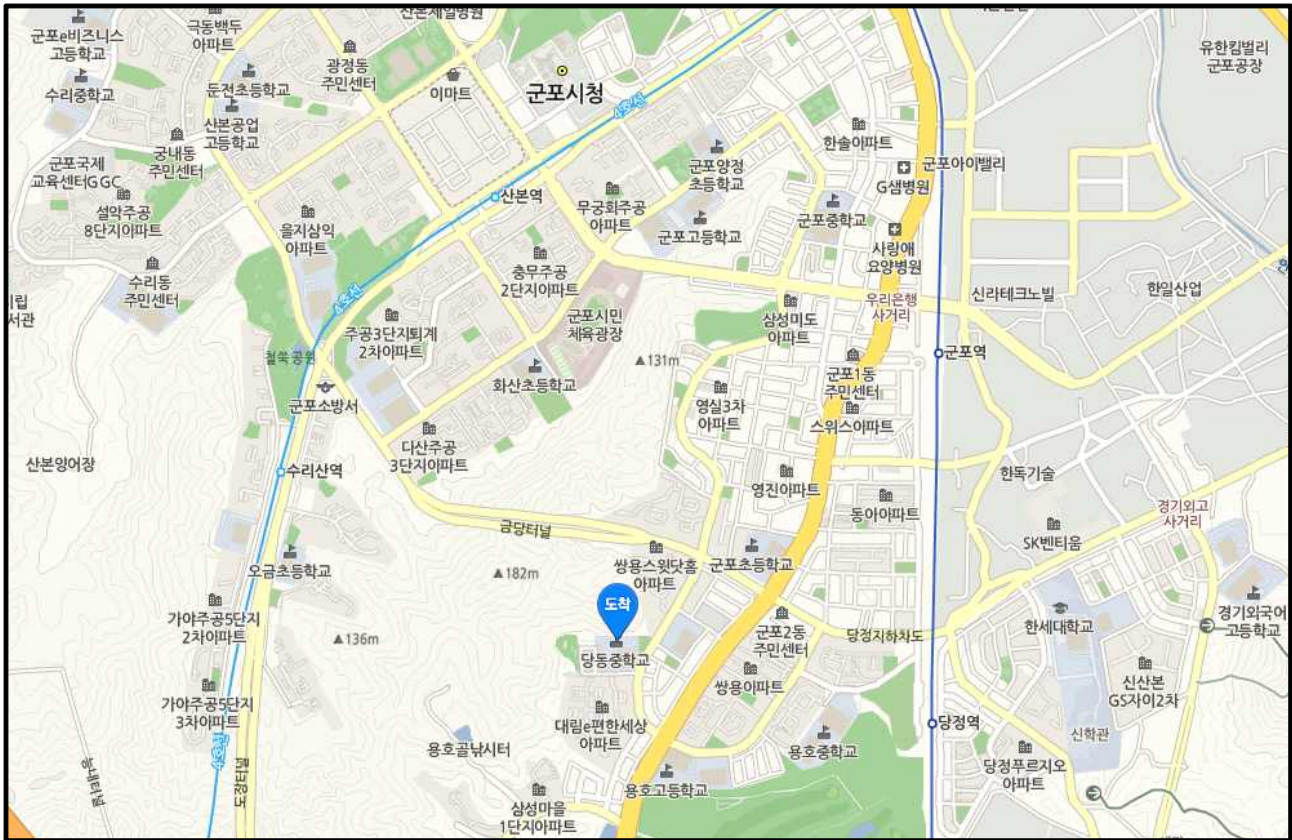 산본제일병원
군포e비즈니스
고등학교
극동백두
아파트
광정동
주민센터
이마트
군포시청
유한킴벌리
군포공장
수리중학교
둔전초등학교
산본공업
고등학교
궁내동
주민센터
군포국제
교육센터GGC
설악주공
8단지아파트
수리동
주민센터
을지삼익
아파트
산본역
4호선
한솔아파트
군포양정
초등학교
군포아이밸리
G샘병원
무궁화주공
아파트
군포고등학교
군포중학교
사랑애
요양병원
충무주공
2단지아파트
4호선
신라테크노빌
한일산업
우리은행
사거리
군포시민
체육광장
삼성미도
아파트
주공3단지퇴계
2차아파트
철쭉공원
▲131m
군포역
화산초등학교
군포1동
주민센터
군포소방서
영실3차
아파트
스위스아파트
다산주공
3단지아파트
산본양어장
수리산역
영진아파트
한독기술
동아아파트
경기외고
사거리
금당터널
SK벤티움
쌍용스윗닷홈
아파트
군포초등학교
오금초등학교
▲182m
도착
가야주공5단지
2차아파트
▲136m
당동중학교
군포2동
주민센터
당정지하차도
한세대학교
경기외국어
고등학교
쌍용아파트
신산본
GS자이2차
가야주공5단지
3차아파트
대림e편한세상
아파트
용호골낚시터
용호중학교
당정역
신학관
당정푸르지오
아파트
4호선
도장터널
용호고등학교
삼성마을
1단지아파트